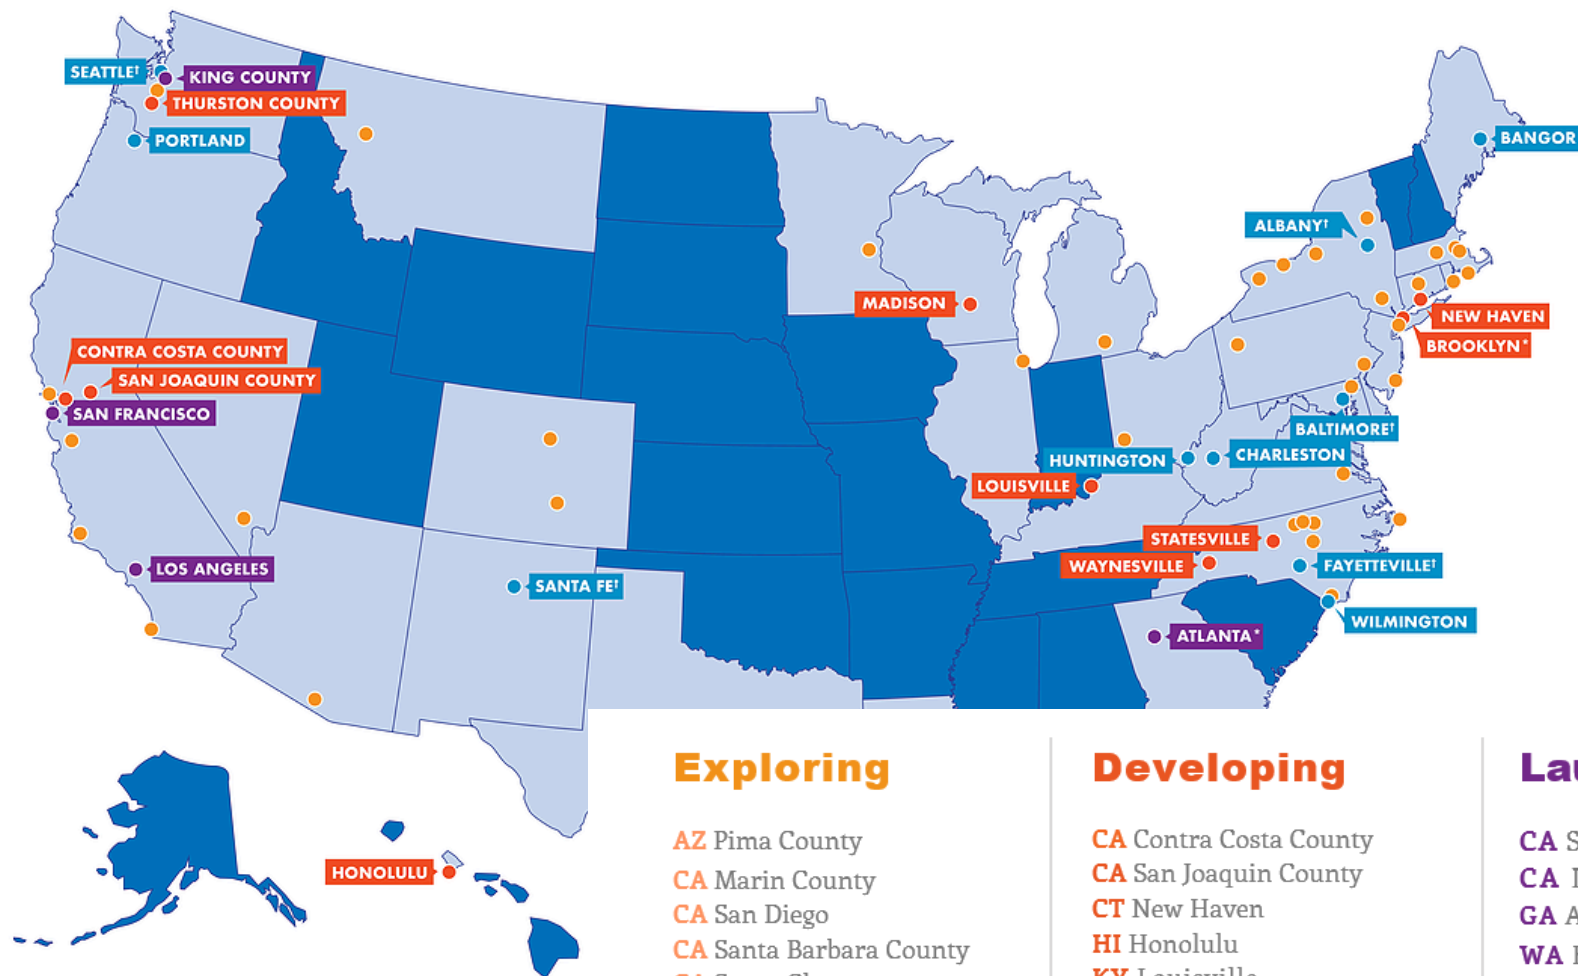 SEATTLE†
KING COUNTY
THURSTON COUNTY
PORTLAND
BANGOR
ALBANY†
MADISON
NEW HAVEN
BROOKLYN*
CONTRA COSTA COUNTY
SAN JOAQUIN COUNTY
SAN FRANCISCO
BALTIMORE†
HUNTINGTON
CHARLESTON
LOUISVILLE
STATESVILLE
WAYNESVILLE
FAYETTEVILLE†
LOS ANGELES
SANTA FE†
WILMINGTON
ATLANTA*
HONOLULU
Exploring
AZ Pima County
CA Marin County
CA San Diego
CA Santa Barbara County
Developing
CA Contra Costa County
CA San Joaquin County
CT New Haven
HI Honolulu
KY Louisville
CA
CA
GA
WA